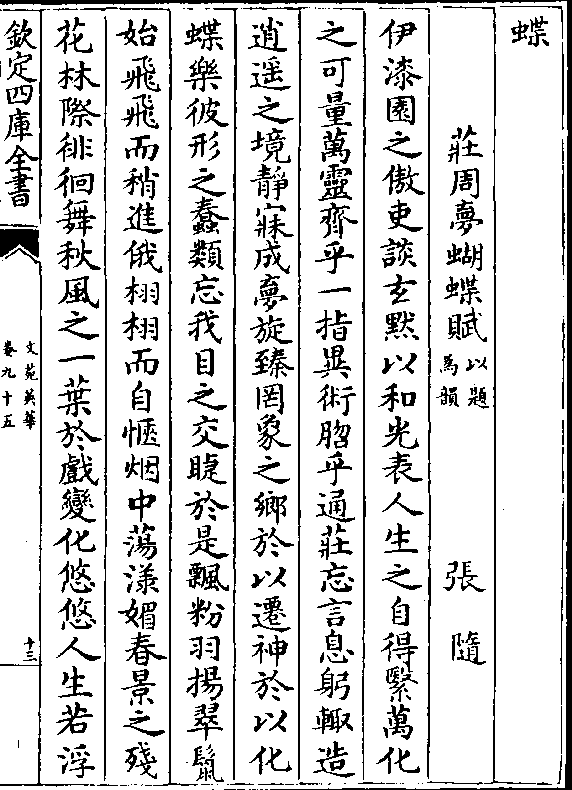 蝶
莊周夢蝴蝶賦以題為韻 張隨
伊漆園之傲吏談玄默以和光表人生之自得繄萬化
之可量萬靈齊乎一指異術胳乎通莊忘言息躬輙造
逍遥之境靜寐成夢旋臻罔象之鄉於以遷神於以化
蝶樂彼形之蠢類忘我目之交睫於是飄粉羽揚翠鬛
始飛飛而稍進俄栩栩而自愜烟中蕩漾媚春景之殘
花林際徘徊舞秋風之一葉於戲變化悠悠人生若浮
欽定四庫全書
文苑英華
卷九十五
十三